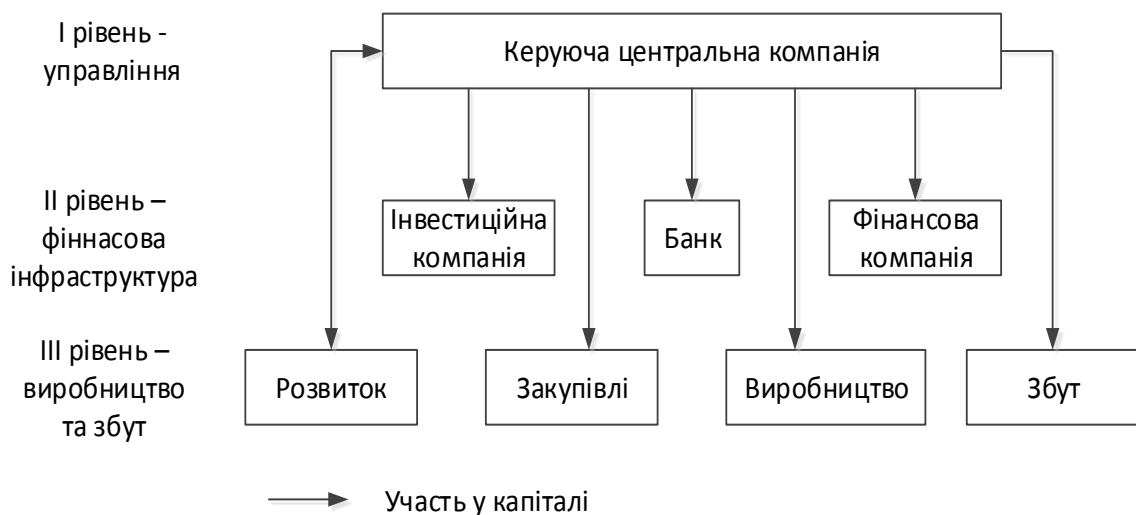 І рівень -
управління
Керуюча центральна компанія
ІІ рівень –
фіннасова
інфраструктура
Інвестиційна
компанія
Банк
Фінансова
компанія
ІІІ рівень –
виробництво
та збут
Розвиток
Закупівлі
Виробництво
Збут
Участь у капіталі